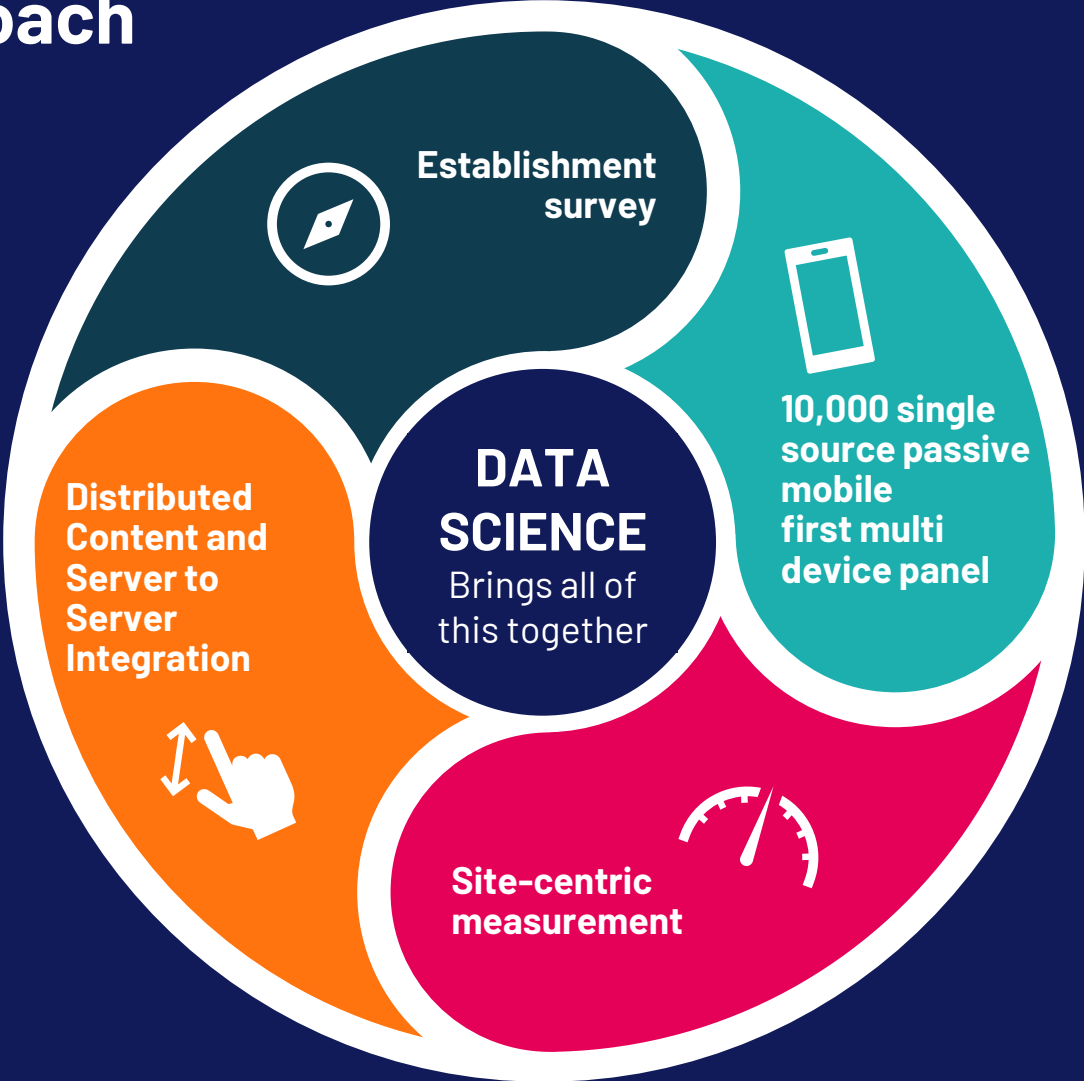 oach
Establishment
survey
10,000 single
source passive
mobile
first multi
device panel
DATA
SCIENCE
Brings all of
this together
Distributed
Content and
Server to
Server
Integration
Site-centric
measurement